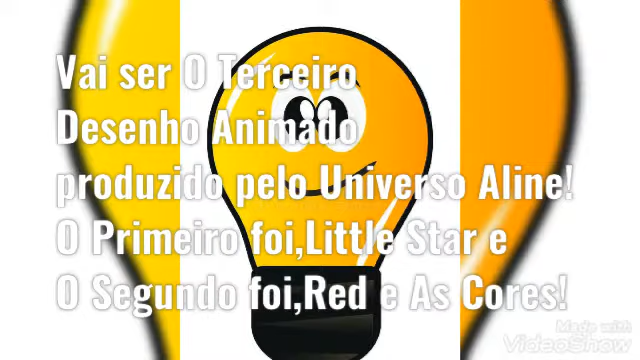 Vai ser O Terceiro
Desenho Animado
produzido pelo Universo Aline!
O Primeiro foi,Little Star e
O Segundo foi,Red e As Cores!
Made with
VideoShow